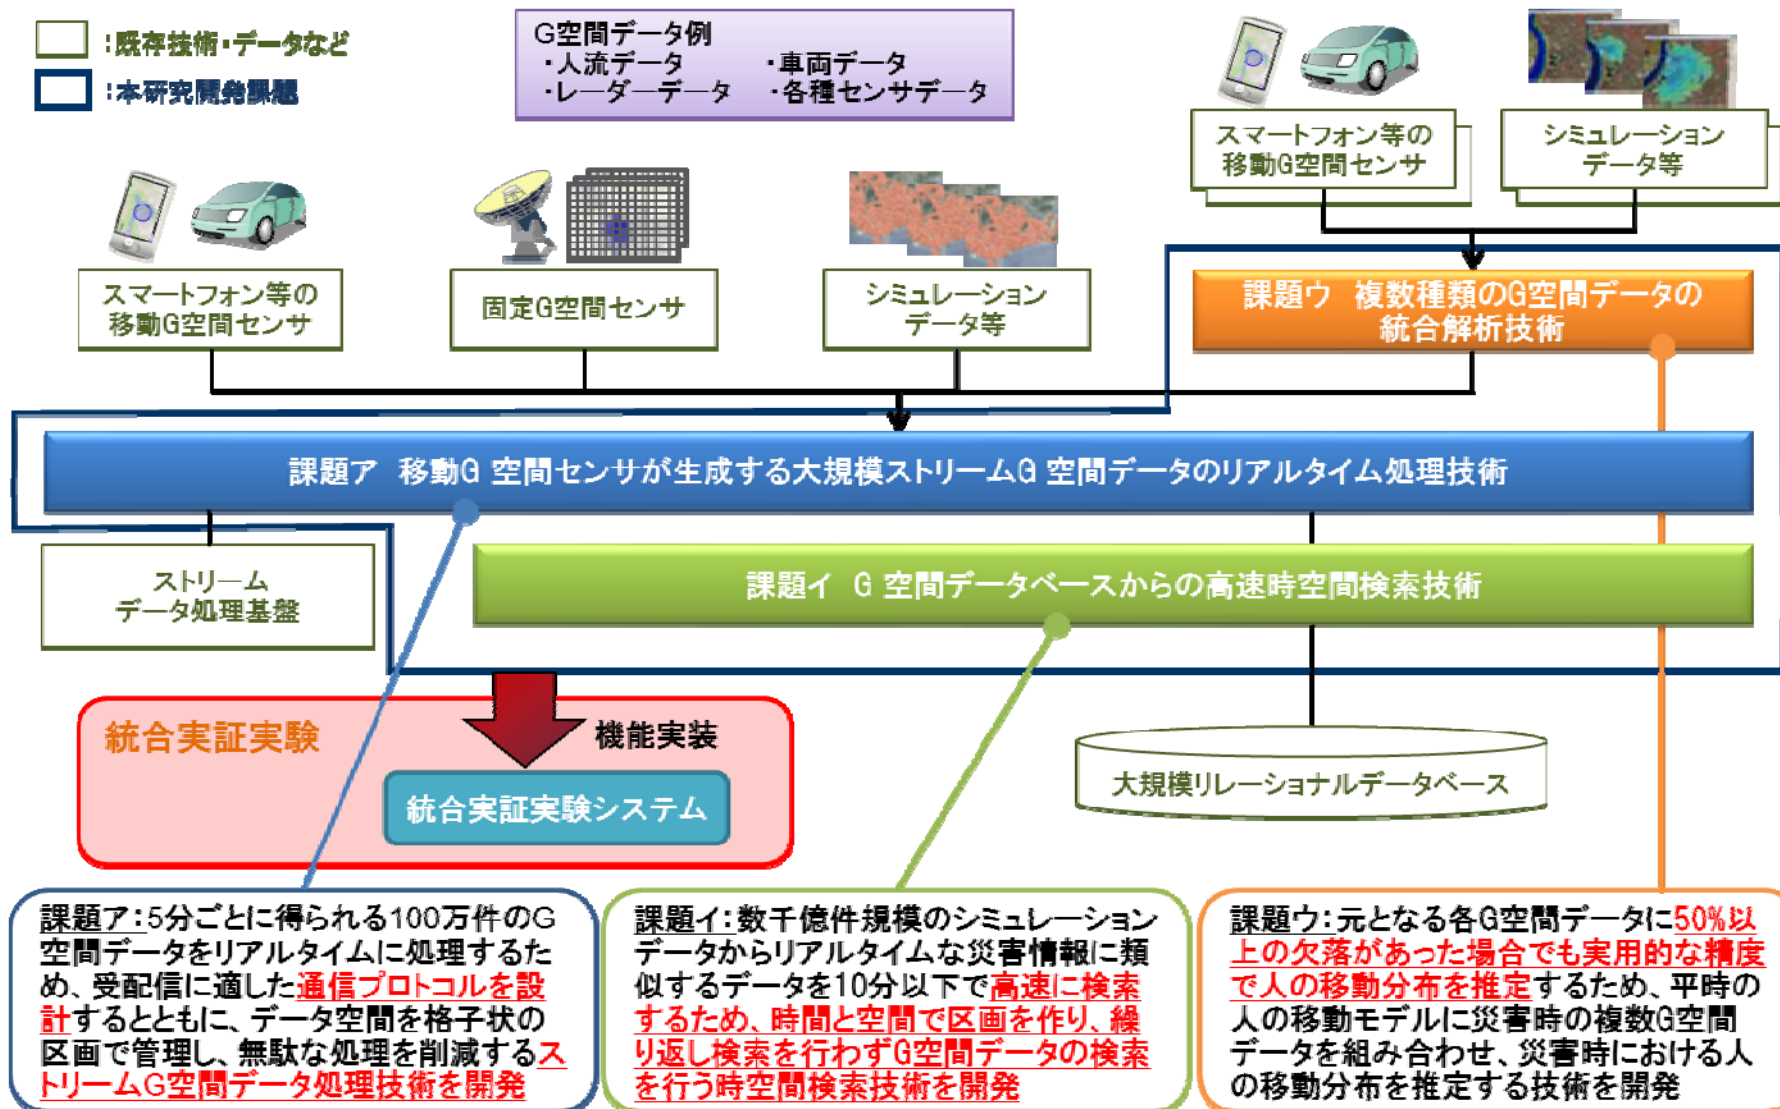 :既存技術・データなど
:本研究開発課題
G空間データ例
・人流データ ・車両データ
・レーダーデータ ・各種センサデータ
スマートフォン等の
移動G空間センサ
シミュレーション
データ等
スマートフォン等の
移動G空間センサ
固定G空間センサ
シミュレーション
データ等
課題ウ 複数種類のG空間データの
統合解析技術
課題ア 移動G 空間センサが生成する大規模ストリームG 空間データのリアルタイム処理技術
ストリーム
データ処理基盤
課題イ G 空間データベースからの高速時空間検索技術
統合実証実験
機能実装
統合実証実験システム
大規模リレーショナルデータベース
課題ア:5分ごとに得られる100万件のG
空間データをリアルタイムに処理するた
め、受配信に適した通信プロトコルを設
計するとともに、データ空間を格子状の
区画で管理し、無駄な処理を削減するス
トリームG空間データ処理技術を開発
課題イ:数千億件規模のシミュレーション
データからリアルタイムな災害情報に類
似するデータを10分以下で高速に検索
するため、時間と空間で区画を作り、繰
り返し検索を行わずG空間データの検索
を行う時空間検索技術を開発
課題ウ:元となる各G空間データに50%以
上の欠落があった場合でも実用的な精度
で人の移動分布を推定するため、平時の
人の移動モデルに災害時の複数G空間
データを組み合わせ、災害時における人
の移動分布を推定する技術を開発